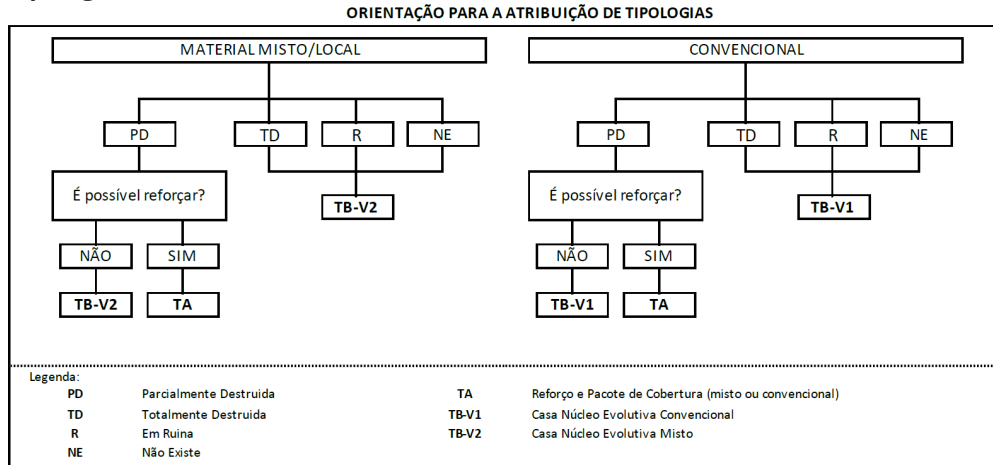 ORIENTAÇÃO PARA A ATRIBUIÇÃO DE TIPOLOGIAS
MATERIAL MISTO/LOCAL
PD TD R NE
É possível reforçar?
TB-V2
NÃO SIM
TB-V2 TA
CONVENCIONAL
PD TD R NE
É possível reforçar?
TB-V1
NÃO SIM
TB-V1 TA
Legenda:
PD Parcialmente Destruida TA Reforço e Pacote de Cobertura (misto ou convencional)
TD Totalmente Destruida TB-V1 Casa Núcleo Evolutiva Convencional
R Em Ruina TB-V2 Casa Núcleo Evolutiva Misto
NE Não Existe